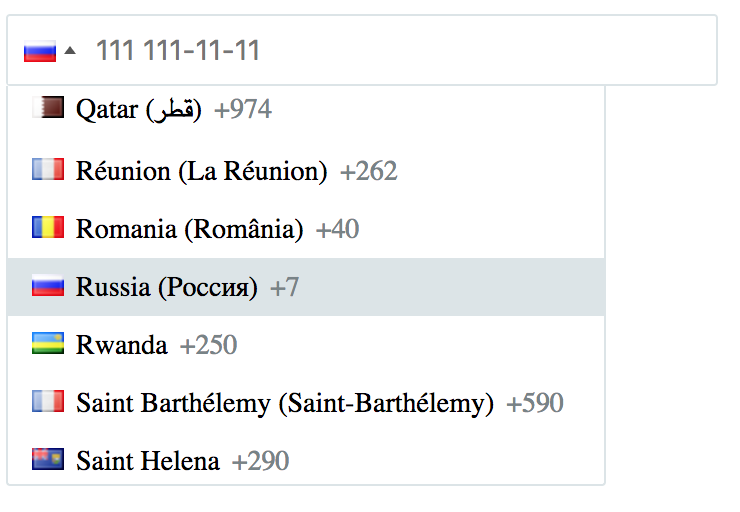 111 111-11-11
Qatar (قطر) +974
Réunion (La Réunion) +262
Romania (România) +40
Russia (Россия) +7
Rwanda +250
Saint Barthélemy (Saint-Barthélemy) +590
Saint Helena +290